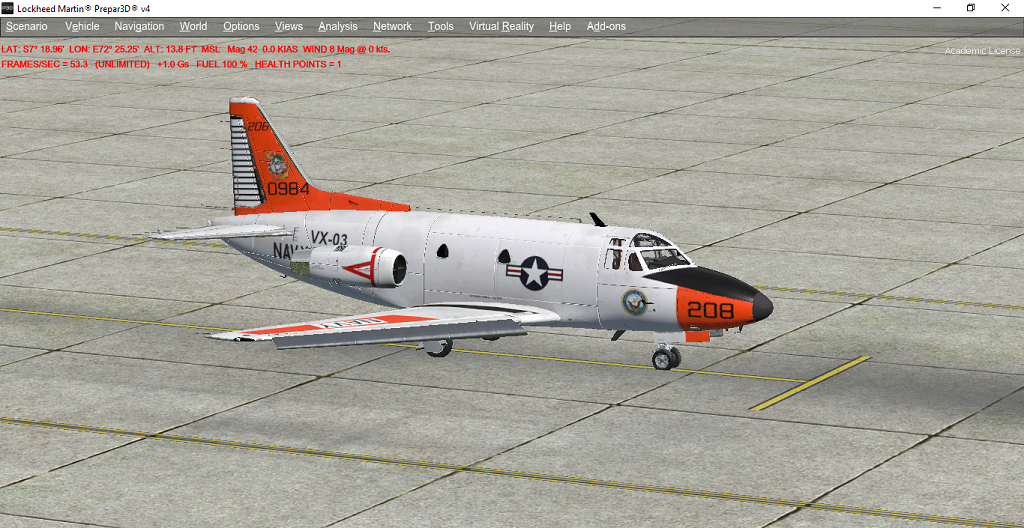 Lockheed Martin® Prepar3D® v4
Scenario Vehicle Navigation World Options Views Analysis Network Tools Virtual Reality Help Add-ons
LAT: S7° 18.96' LON: E72° 25.25' ALT: 13.8 FT MSL Mag 42 0.0 KIAS WIND 8 Mag @ 0 kts.
Academic License
FRAMES/SEC = 53.3 (UNLIMITED) +1.0 Gs FUEL 100 % HEALTH POINTS = 1
208
0984
VX-03
NAVY
208